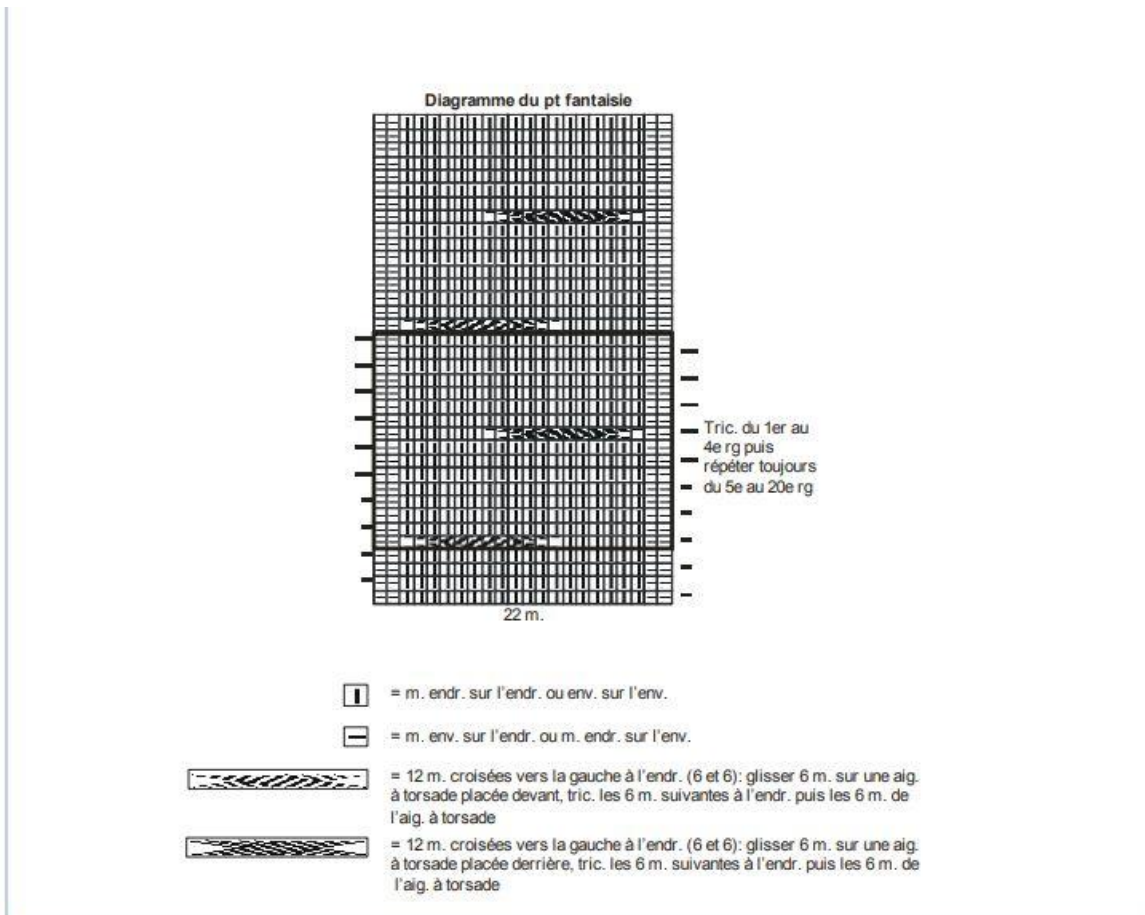 Diagramme du pt fantaisie
Tric. du 1er au
4e rg puis
répéter toujours
du 5e au 20e rg
22 m.
= m. endr. sur l'endr. ou env. sur l'env.
= m. env. sur l'endr. ou m. endr. sur l'env.
= 12 m. croisées vers la gauche à l'endr. (6 et 6): glisser 6 m. sur une aig.
à torsade placée devant, tric. les 6 m. suivantes à l'endr. puis les 6 m. de
l'aig. à torsade
= 12 m. croisées vers la gauche à l'endr. (6 et 6): glisser 6 m. sur une aig.
à torsade placée derrière, tric. les 6 m. suivantes à l'endr. puis les 6 m. de
l'aig. à torsade